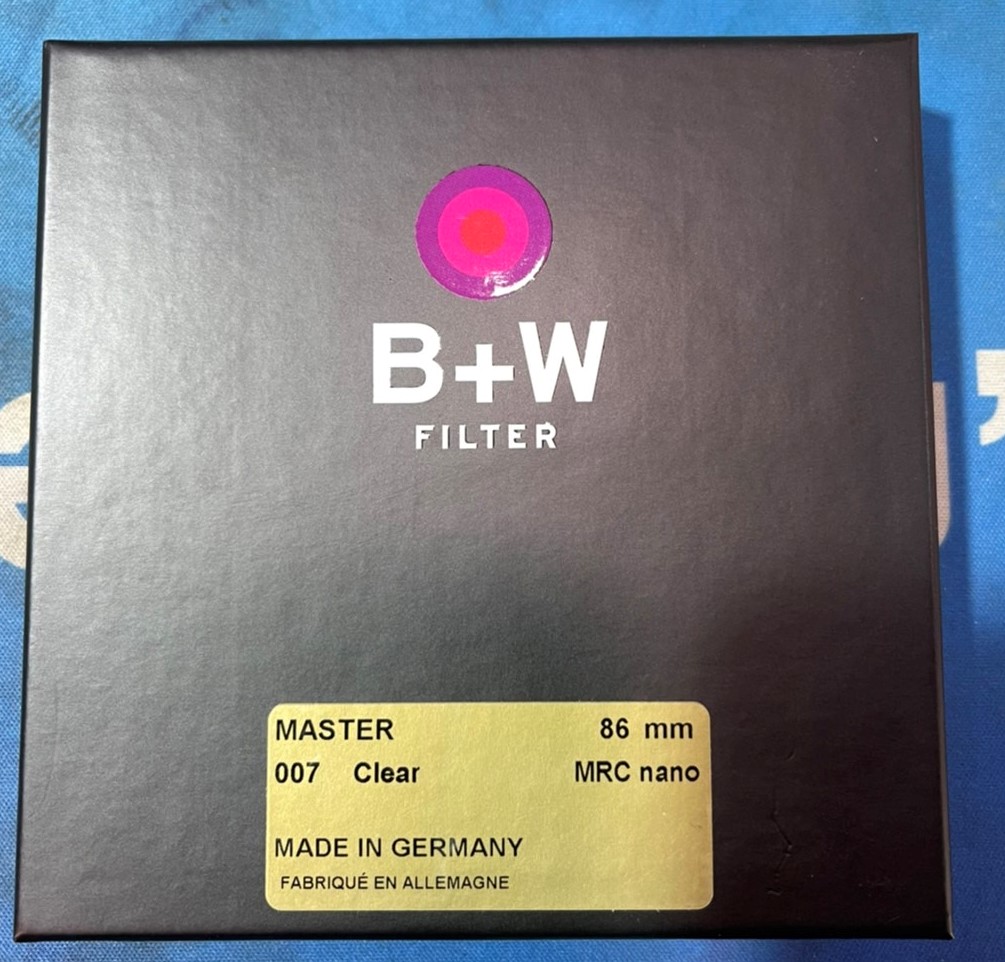 B+W
FILTER
MASTER 86 mm
007 Clear MRC nano
MADE IN GERMANY
FABRIQUÉ EN ALLEMAGNE